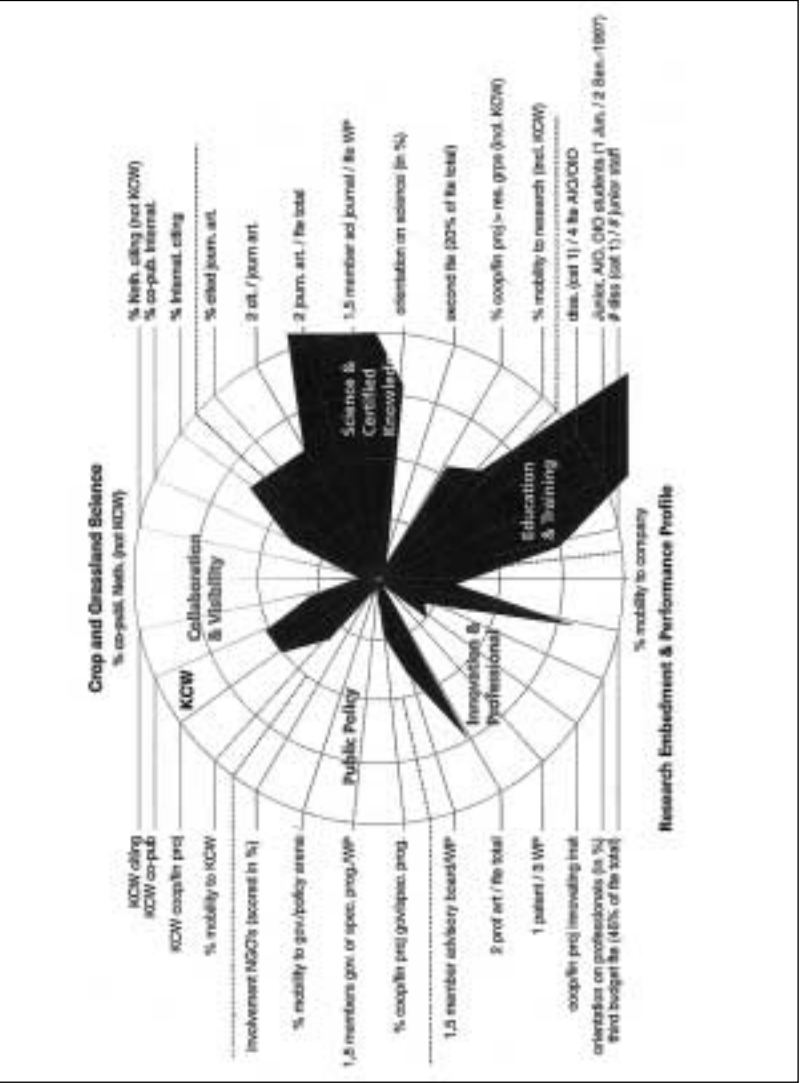 Crop and Grassland Science
% co-publ. Neth. (not KCW)
% Neth. citing (not KCW)
% co-pub. Internat.
% Internat. citing
% cited journ. art.
2 cit. / journ art.
2 journ. art. / fte total
1,5 member ad journal / fte WP
orientation on science (in %)
second fte (20% of fte total)
% coop/fin proj > res. grps (incl. KCW)
% mobility to research (incl. KCW)
diss. (cat 1) / 4 fte AIO/OIO
Junior, AIO, OIO students (1 Jun. / 2 Sen.-1997)
# diss (cat 1) / # junior staff
KCW citing
KCW co-pub
KCW coop/fin proj
% mobility to KCW
involvement NGO's (scored in %)
% mobility to gov./policy arena
1,5 members gov. or spec. prog./WP
% coop/fin proj gov/spec. prog.
1,5 member advisory board/WP
2 prof art / fte total
1 patent / 3 WP
coop/fin proj innovating inst
orientation on professionals (in %)
third budget fte (45% of fte total)
KCW
Collaboration
& Visibility
Science &
Certified
Knowled
Public Policy
Innovation &
Professional
Education
& Training
% mobility to company
Research Embedment & Performance Profile